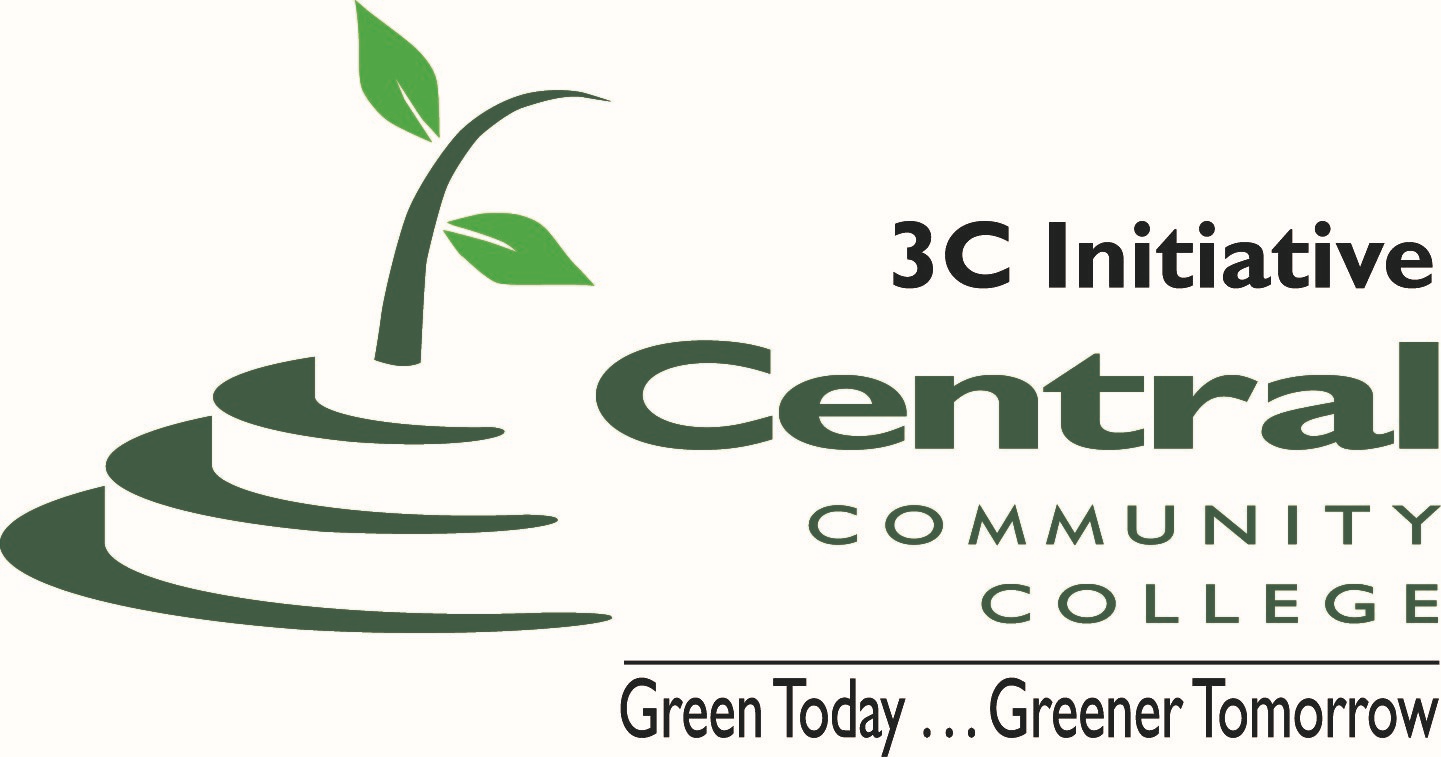 3C Initiative
Central
COMMUNITY
COLLEGE
Green Today . . . Greener Tomorrow